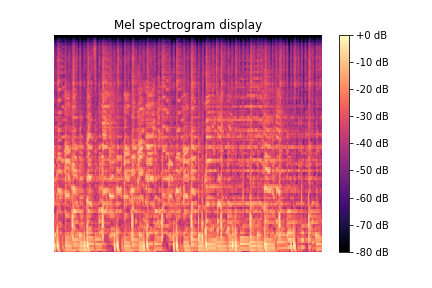 Mel spectrogram display
+0 dB
-10 dB
-20 dB
-30 dB
-40 dB
-50 dB
-60 dB
-70 dB
-80 dB